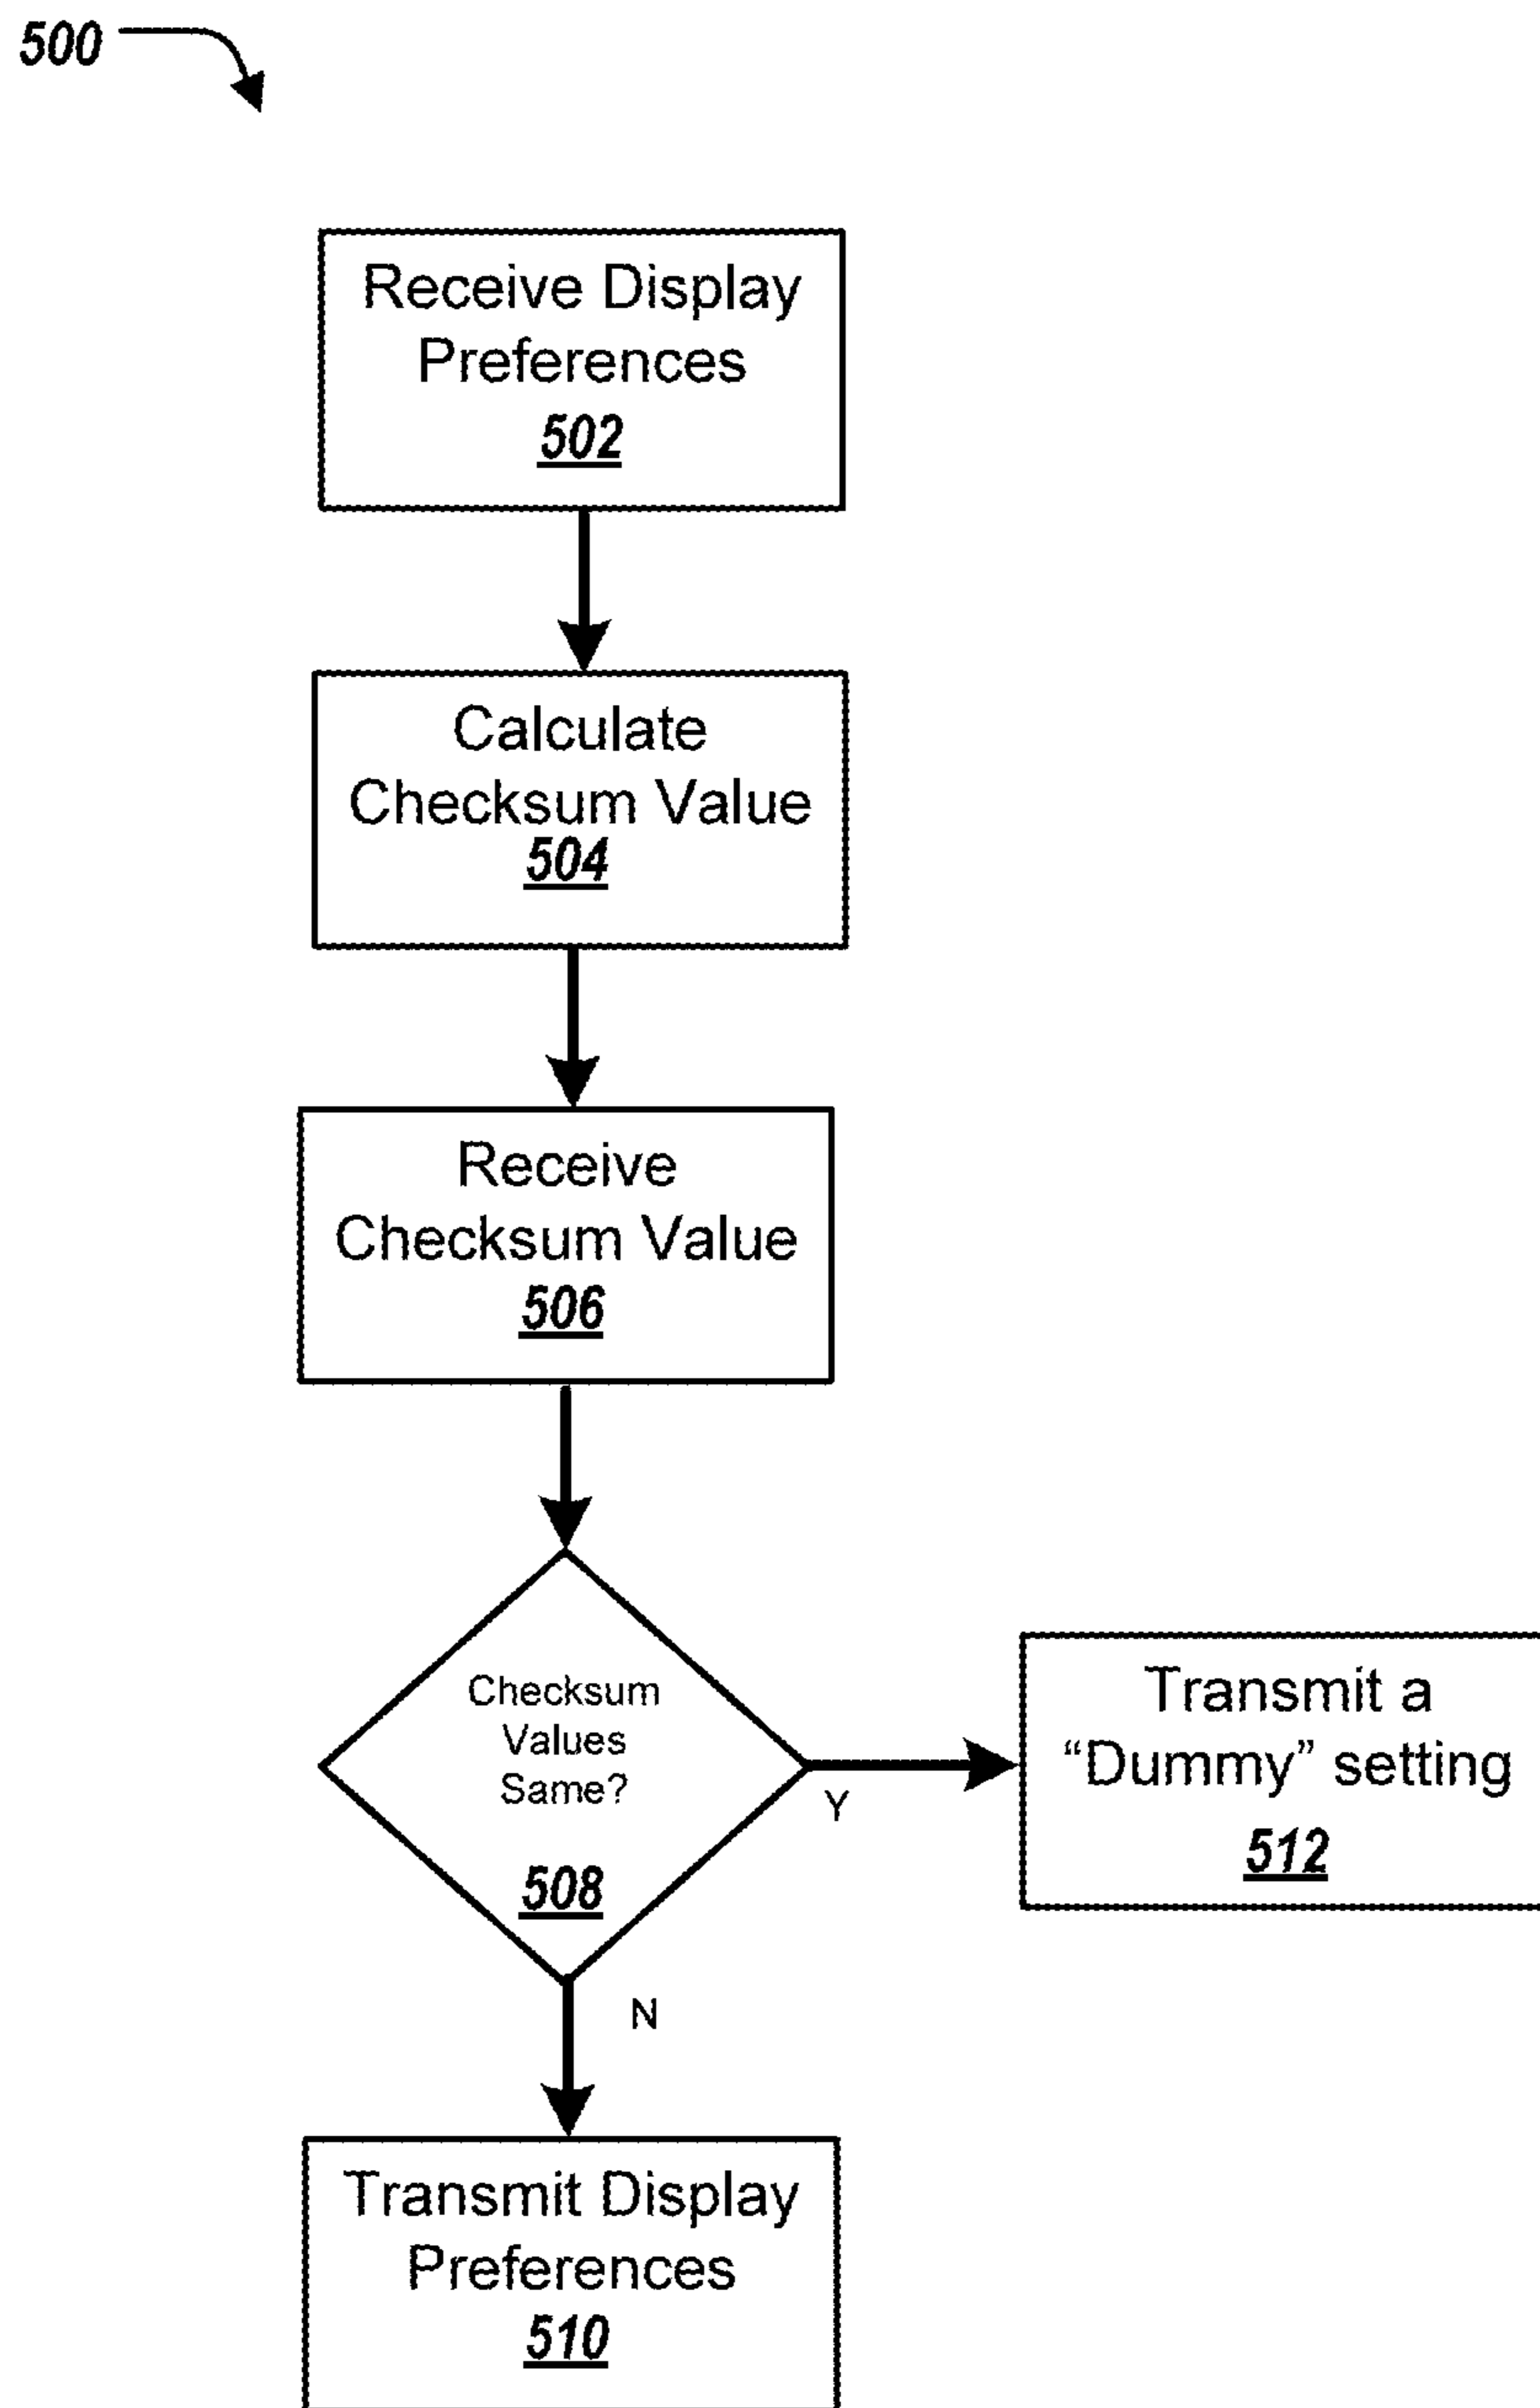 500
Receive Display
Preferences
502
Calculate
Checksum Value
504
Receive
Checksum Value
506
Checksum
Values
Same?
508
Y
Transmit a
“Dummy” setting
512
N
Transmit Display
Preferences
510